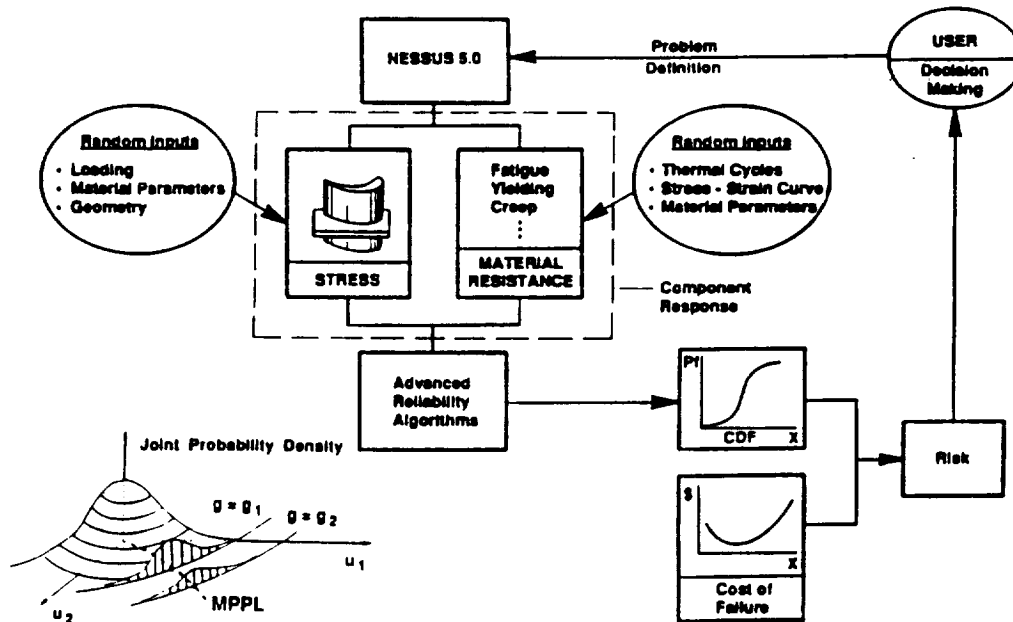 NESSUS 5.0
Problem
Definition
USER
Decision
Making
Random Inputs
• Loading
• Material Parameters
• Geometry
STRESS
Fatigue
Yielding
Creep
MATERIAL
RESISTANCE
Random Inputs
• Thermal Cycles
• Stress - Strain Curve
• Material Parameters
Component
Response
Advanced
Reliability
Algorithms
Pf
CDF
X
$
X
Cost of
Failure
Risk
Joint Probability Density
g = g1
g = g2
u1
MPPL
u2